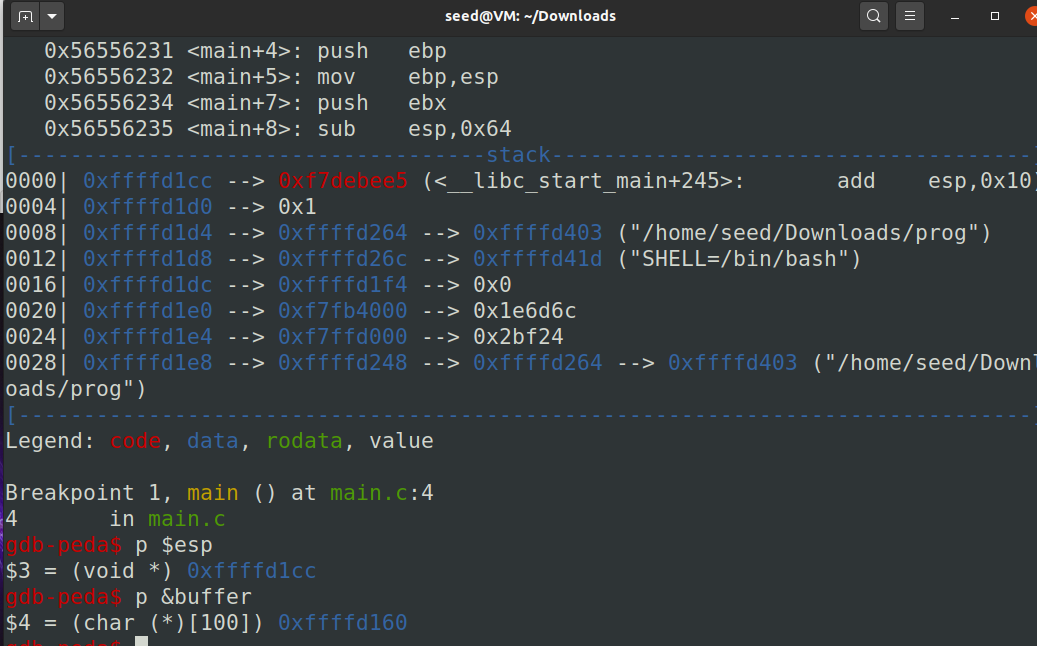 seed@VM: ~/Downloads
0x56556231 <main+4>: push   ebp
0x56556232 <main+5>: mov    ebp,esp
0x56556234 <main+7>: push   ebx
0x56556235 <main+8>: sub    esp,0x64
[------------------------------------stack-------------------------------------]
0000| 0xffffd1cc --> 0xf7debee5 (<__libc_start_main+245>:       add    esp,0x10)
0004| 0xffffd1d0 --> 0x1
0008| 0xffffd1d4 --> 0xffffd264 --> 0xffffd403 ("/home/seed/Downloads/prog")
0012| 0xffffd1d8 --> 0xffffd26c --> 0xffffd41d ("SHELL=/bin/bash")
0016| 0xffffd1dc --> 0xffffd1f4 --> 0x0
0020| 0xffffd1e0 --> 0xf7fb4000 --> 0x1e6d6c
0024| 0xffffd1e4 --> 0xf7ffd000 --> 0x2bf24
0028| 0xffffd1e8 --> 0xffffd248 --> 0xffffd264 --> 0xffffd403 ("/home/seed/Downl
oads/prog")
[------------------------------------------------------------------------------]
Legend: code, data, rodata, value
Breakpoint 1, main () at main.c:4
4       in main.c
gdb-peda$ p $esp
$3 = (void *) 0xffffd1cc
gdb-peda$ p &buffer
$4 = (char (*)[100]) 0xffffd160
gdb-peda$